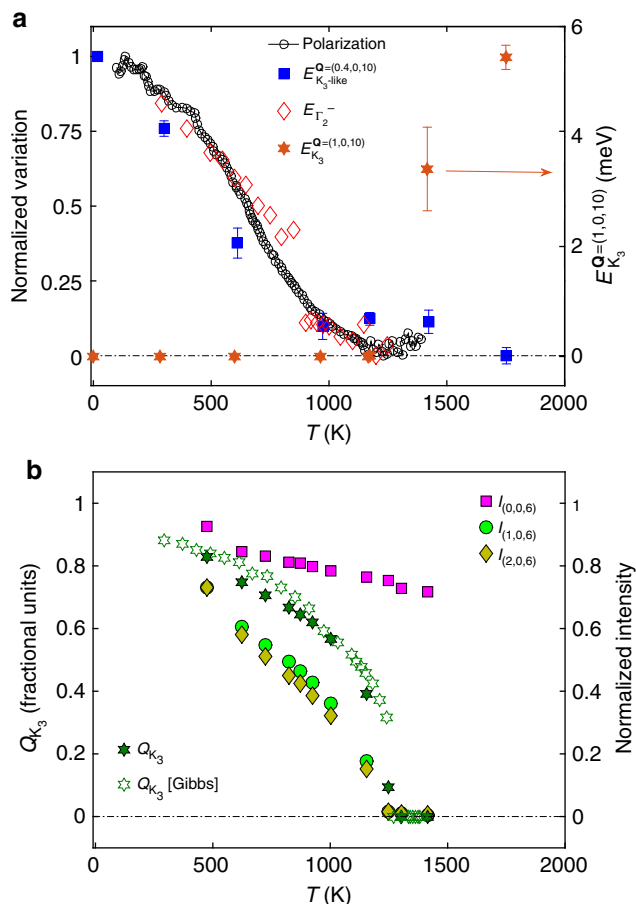 a
Polarization
E_{K₃-like}^{Q=(0.4,0,10)}
E_{Γ₂⁻}
E_{K₃}^{Q=(1,0,10)}
Normalized variation
1
0.75
0.5
0.25
0
6
4
2
0
E_{K₃}^{Q=(1,0,10)} (meV)
0 500 1000 1500 2000
T (K)
b
I_{(0,0,6)}
I_{(1,0,6)}
I_{(2,0,6)}
Q_{K₃} (fractional units)
1
0.8
0.6
0.4
0.2
0
Q_{K₃}
Q_{K₃} [Gibbs]
1
0.8
0.6
0.4
0.2
0
Normalized intensity
0 500 1000 1500 2000
T (K)